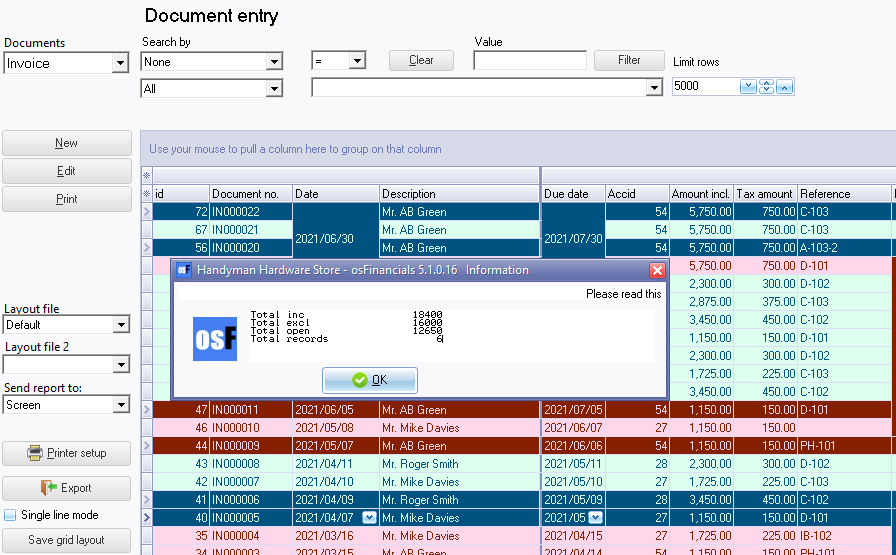 Document entry
Documents
Invoice
Search by
None
=
Clear
Value
Filter
Limit rows
All
5000
New
Edit
Print
Use your mouse to pull a column here to group on that column
id Document no. Date Description Due date Accid Amount incl. Tax amount Reference
72 IN000022 Mr. AB Green 54 5,750.00 750.00 C-103
67 IN000021 2021/06/30 Mr. AB Green 2021/07/30 54 5,750.00 750.00 C-103
56 IN000020 Mr. AB Green 54 5,750.00 750.00 A-103-2
5,750.00 750.00 D-101
2,300.00 300.00 D-102
2,875.00 375.00 C-103
3,450.00 450.00 C-102
1,150.00 150.00 D-101
2,300.00 300.00 D-102
1,725.00 225.00 C-103
3,450.00 450.00 C-102
Handyman Hardware Store - osFinancials 5.1.0.16 Information
Please read this
osF
Total inc 18400
Total excl 16000
Total open 12650
Total records 6
OK
47 IN000011 2021/06/05 Mr. AB Green 2021/07/05 54 1,150.00 150.00 D-101
46 IN000010 2021/05/08 Mr. Mike Davies 2021/06/07 27 1,150.00 150.00
44 IN000009 2021/05/07 Mr. AB Green 2021/06/06 54 1,150.00 150.00 PH-101
43 IN000008 2021/04/11 Mr. Roger Smith 2021/05/11 28 2,300.00 300.00 D-102
42 IN000007 2021/04/10 Mr. Mike Davies 2021/05/10 27 1,725.00 225.00 C-103
41 IN000006 2021/04/09 Mr. Roger Smith 2021/05/09 28 3,450.00 450.00 C-102
40 IN000005 2021/04/07 Mr. Mike Davies 2021/05 27 1,150.00 150.00 D-101
35 IN000004 2021/03/16 Mr. Mike Davies 2021/04/15 27 1,725.00 225.00 IB-102
34 IN000003 2021/03/15 Mr. AB Green 2021/04/14 54 1,150.00 150.00 PH-101
Layout file
Default
Layout file 2
Send report to:
Screen
Printer setup
Export
Single line mode
Save grid layout